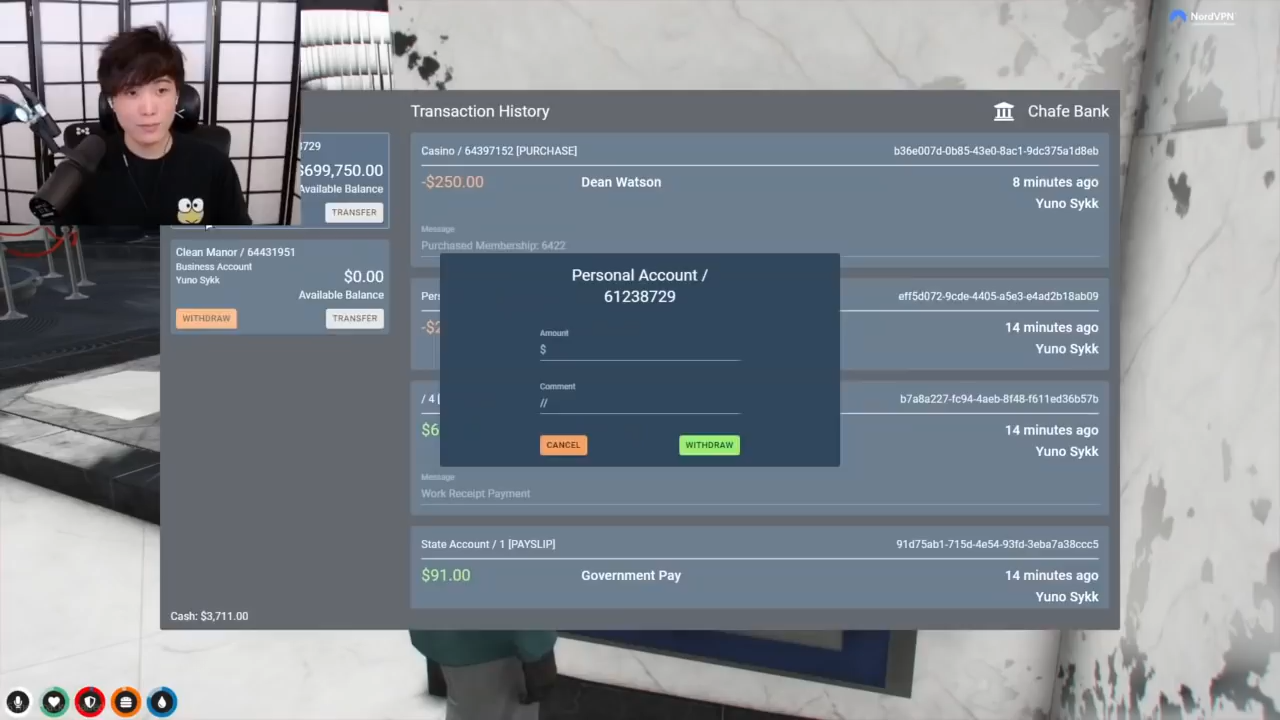 NordVPN
Transaction History
Chafe Bank
$699,750.00
Available Balance
TRANSFER
Clean Manor / 64431951
Business Account
Yuno Sykk
$0.00
Available Balance
WITHDRAW
TRANSFER
Cash: $3,711.00
Casino / 64397152 [PURCHASE]
b36e007d-0b85-43e0-8ac1-9dc375a1d8eb
-$250.00
Dean Watson
8 minutes ago
Yuno Sykk
Message
Purchased Membership: 6422
eff5d072-9cde-4405-a5e3-e4ad2b18ab09
14 minutes ago
Yuno Sykk
/ 4
b7a8a227-fc94-4aeb-8f48-f611ed36b57b
14 minutes ago
Yuno Sykk
Message
Work Receipt Payment
State Account / 1 [PAYSLIP]
91d75ab1-715d-4e54-93fd-3eba7a38ccc5
$91.00
Government Pay
14 minutes ago
Yuno Sykk
Personal Account /
61238729
Amount
$
Comment
//
CANCEL
WITHDRAW